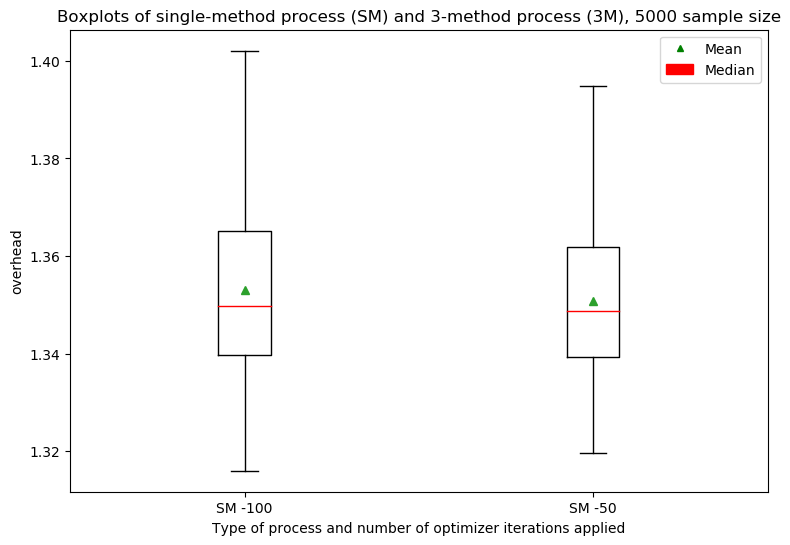 Boxplots of single-method process (SM) and 3-method process (3M), 5000 sample size
Mean
Median
1.40
1.38
1.36
1.34
1.32
overhead
SM -100
SM -50
Type of process and number of optimizer iterations applied